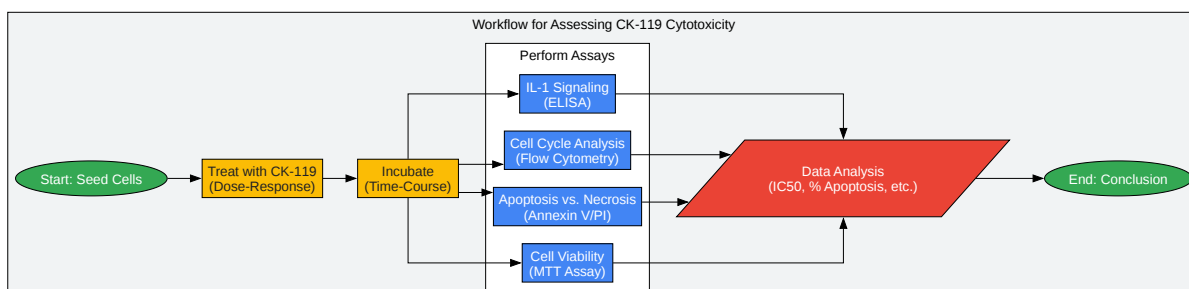 Workflow for Assessing CK-119 Cytotoxicity
Perform Assays
IL-1 Signaling
(ELISA)
Cell Cycle Analysis
(Flow Cytometry)
Start: Seed Cells
Treat with CK-119
(Dose-Response)
Incubate
(Time-Course)
Data Analysis
(IC50, % Apoptosis, etc.)
End: Conclusion
Apoptosis vs. Necrosis
(Annexin V/PI)
Cell Viability
(MTT Assay)